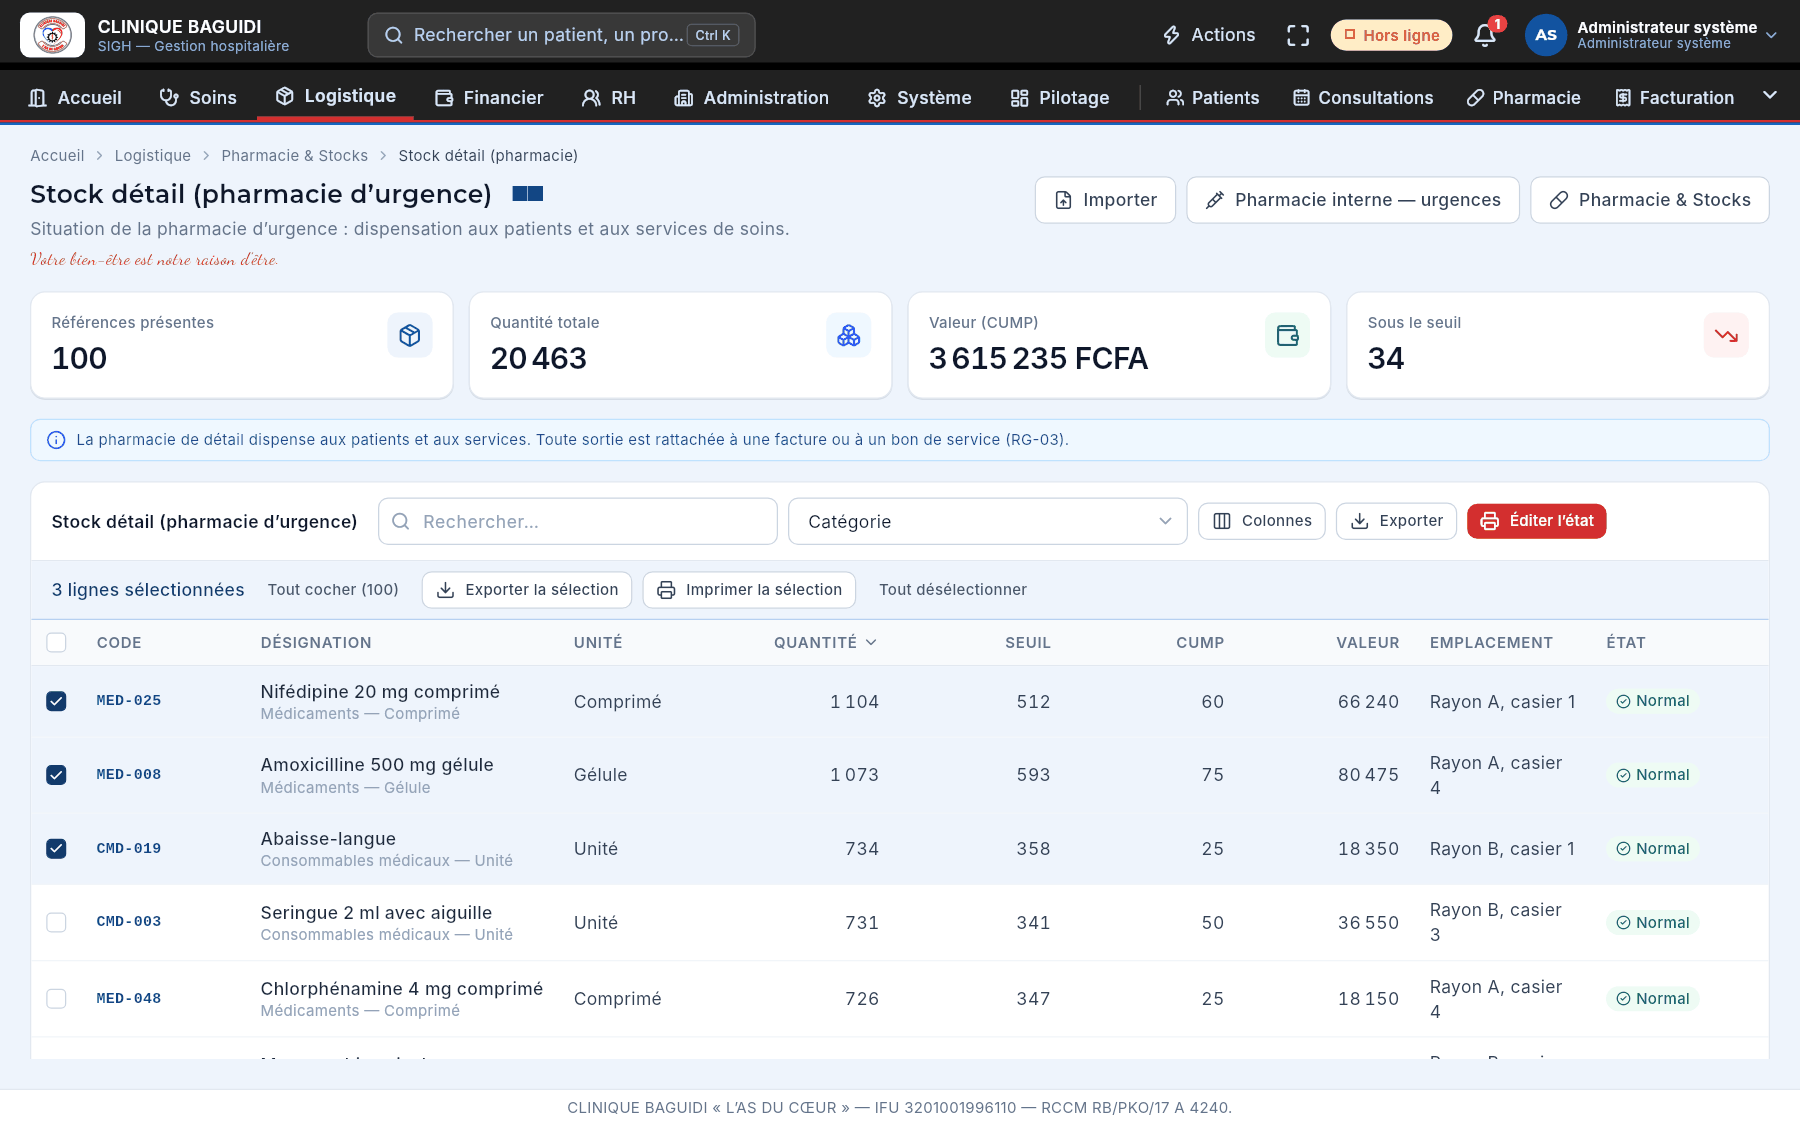 CLINIQUE BAGUIDI
SIGH — Gestion hospitalière
Rechercher un patient, un pro... Ctrl K
Actions
Hors ligne
1
AS
Administrateur système
Administrateur système
Accueil
Soins
Logistique
Financier
RH
Administration
Système
Pilotage
Patients
Consultations
Pharmacie
Facturation
Accueil > Logistique > Pharmacie & Stocks > Stock détail (pharmacie)
Stock détail (pharmacie d’urgence)
Situation de la pharmacie d’urgence : dispensation aux patients et aux services de soins.
Votre bien-être est notre raison d'être.
Importer
Pharmacie interne — urgences
Pharmacie & Stocks
Références présentes
100
Quantité totale
20 463
Valeur (CUMP)
3 615 235 FCFA
Sous le seuil
34
La pharmacie de détail dispense aux patients et aux services. Toute sortie est rattachée à une facture ou à un bon de service (RG-03).
Stock détail (pharmacie d’urgence)
Rechercher...
Catégorie
Colonnes
Exporter
Éditer l’état
3 lignes sélectionnées
Tout cocher (100)
Exporter la sélection
Imprimer la sélection
Tout désélectionner
CODE DÉSIGNATION UNITÉ QUANTITÉ SEUIL CUMP VALEUR EMPLACEMENT ÉTAT
MED-025 Nifédipine 20 mg comprimé Comprimé 1 104 512 60 66 240 Rayon A, casier 1 Normal
Médicaments — Comprimé
MED-008 Amoxicilline 500 mg gélule Gélule 1 073 593 75 80 475 Rayon A, casier 4 Normal
Médicaments — Gélule
CMD-019 Abaisse-langue Unité 734 358 25 18 350 Rayon B, casier 1 Normal
Consommables médicaux — Unité
CMD-003 Seringue 2 ml avec aiguille Unité 731 341 50 36 550 Rayon B, casier 3 Normal
Consommables médicaux — Unité
MED-048 Chlorphénamine 4 mg comprimé Comprimé 726 347 25 18 150 Rayon A, casier 4 Normal
Médicaments — Comprimé
CLINIQUE BAGUIDI « L’AS DU CŒUR » — IFU 3201001996110 — RCCM RB/PKO/17 A 4240.